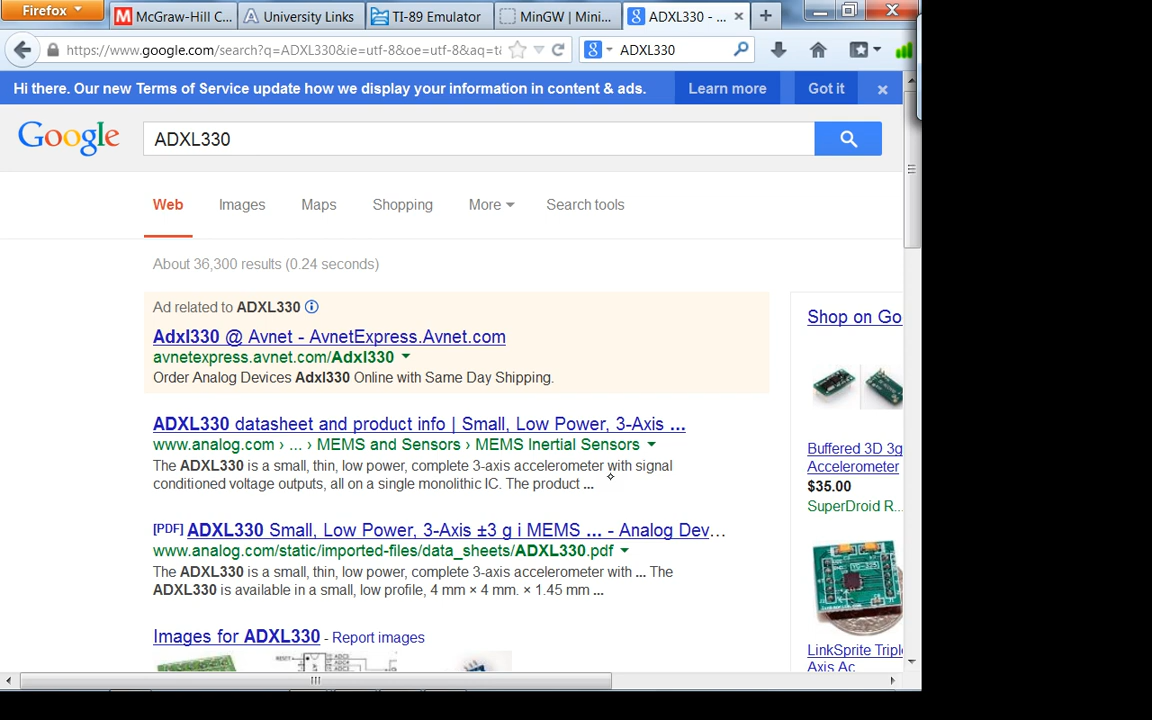 Firefox
McGraw-Hill C...
University Links
TI-89 Emulator
MinGW | Mini...
ADXL330 - ...
https://www.google.com/search?q=ADXL330&ie=utf-8&oe=utf-8&aq=t&
ADXL330
Hi there. Our new Terms of Service update how we display your information in content & ads.
Learn more
Got it
Google
ADXL330
Web
Images
Maps
Shopping
More
Search tools
About 36,300 results (0.24 seconds)
Ad related to ADXL330
Adxl330 @ Avnet - AvnetExpress.Avnet.com
avnetexpress.avnet.com/Adxl330
Order Analog Devices Adxl330 Online with Same Day Shipping.
ADXL330 datasheet and product info | Small, Low Power, 3-Axis ...
www.analog.com › ... › MEMS and Sensors › MEMS Inertial Sensors
The ADXL330 is a small, thin, low power, complete 3-axis accelerometer with signal
conditioned voltage outputs, all on a single monolithic IC. The product ...
[PDF] ADXL330 Small, Low Power, 3-Axis ±3 g i MEMS ... - Analog Dev...
www.analog.com/static/imported-files/data_sheets/ADXL330.pdf
The ADXL330 is a small, thin, low power, complete 3-axis accelerometer with ... The
ADXL330 is available in a small, low profile, 4 mm × 4 mm. × 1.45 mm ...
Images for ADXL330 - Report images
Shop on Go
Buffered 3D 3g
Accelerometer
$35.00
SuperDroid R...
LinkSprite Triple
Axis Ac